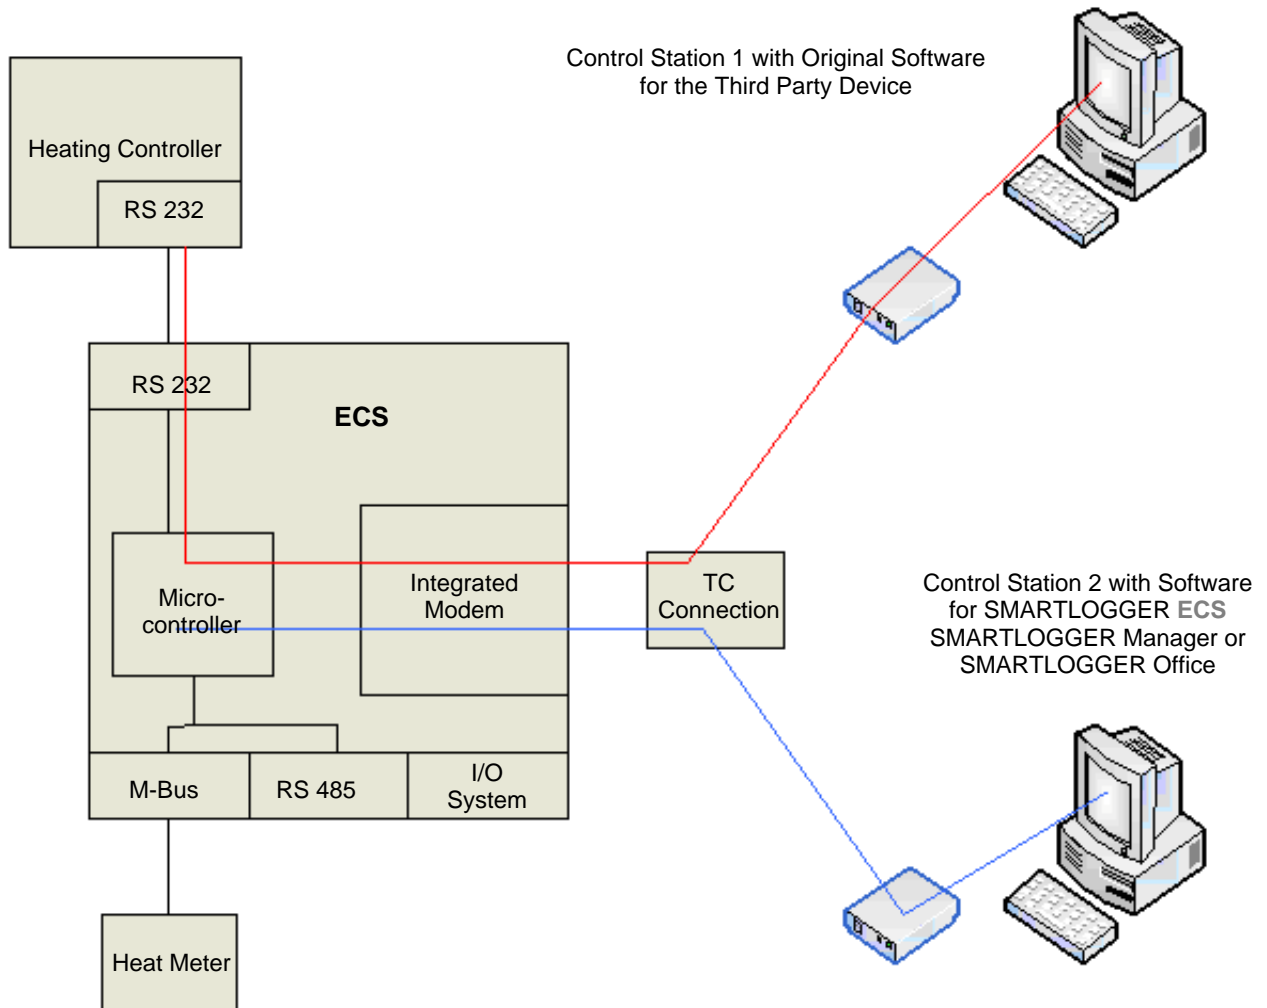 Control Station 1 with Original Software
for the Third Party Device
Heating Controller
RS 232
RS 232
ECS
Micro-
controller
Integrated
Modem
TC
Connection
Control Station 2 with Software
for SMARTLOGGER ECS
SMARTLOGGER Manager or
SMARTLOGGER Office
M-Bus
RS 485
I/O
System
Heat Meter